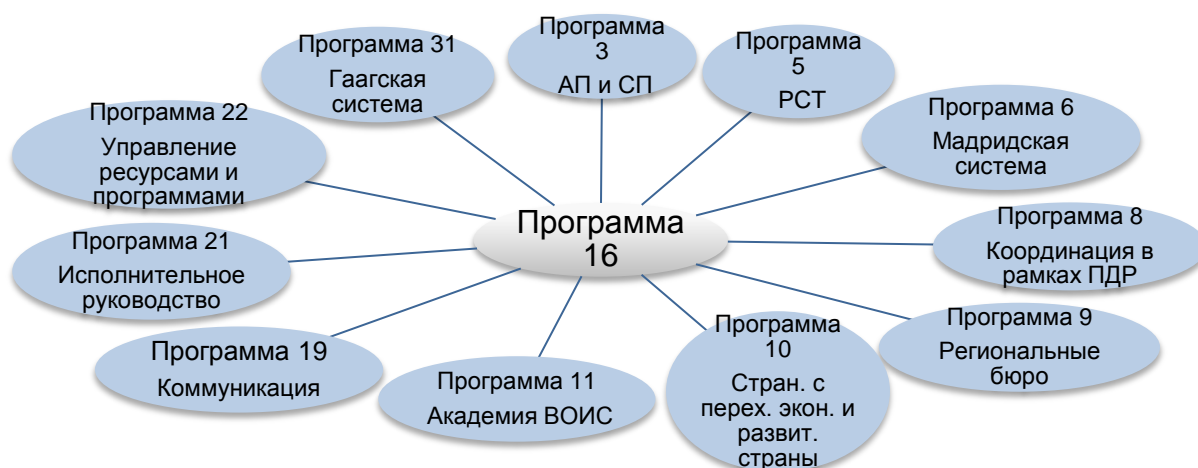 Программа 31
Гаагская
система
Программа
3
АП и СП
Программа
5
РСТ
Программа 6
Мадридская
система
Программа 8
Координация в
рамках ПДР
Программа 9
Региональные
бюро
Программа
10
Стран. с
перех. экон. и
развит.
страны
Программа 11
Академия ВОИС
Программа 19
Коммуникация
Программа 21
Исполнительное
руководство
Программа 22
Управление
ресурсами и
программами
Программа
16